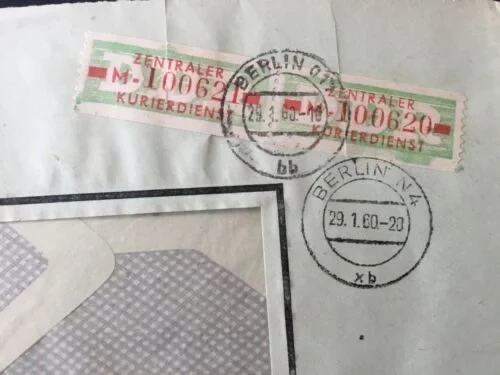 ZENTRALER
M-100621
KURIERDIENST
ZENTRALER
100620
KURIERDIENST
BERLIN
29.1.60.-18
bb
BERLIN N4
29.1.60-20
xb